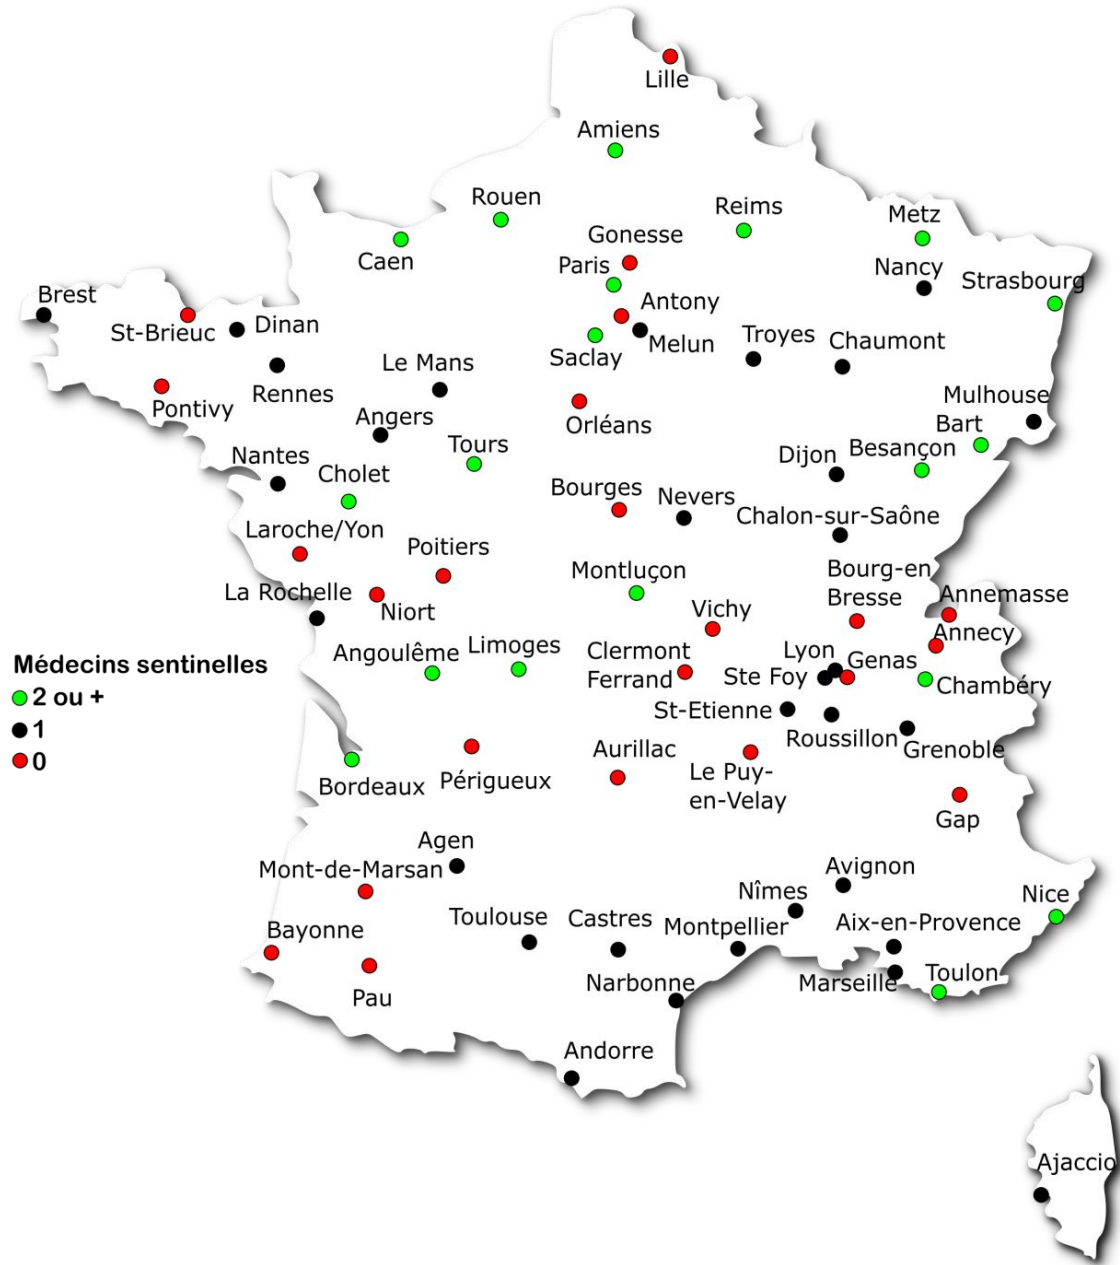 Lille
Amiens
Rouen
Reims
Metz
Gonesse
Caen
Paris
Nancy
Strasbourg
Brest
Antony
St-Brieuc
Dinan
Melun
Troyes
Chaumont
Saclay
Le Mans
Rennes
Mulhouse
Pontivy
Angers
Orléans
Bart
Tours
Besançon
Nantes
Dijon
Cholet
Bourges
Nevers
Chalon-sur-Saône
Laroche/Yon
Poitiers
Montluçon
Bourg-en
Bresse
La Rochelle
Annemasse
Niort
Vichy
Annecy
Angoulême
Limoges
Clermont
Ferrand
Lyon
Genas
Ste Foy
Chambéry
Médecins sentinelles
2 ou +
1
0
St-Etienne
Roussillon
Grenoble
Aurillac
Le Puy-
en-Velay
Périgueux
Bordeaux
Gap
Agen
Mont-de-Marsan
Avignon
Nîmes
Nice
Toulouse
Castres
Montpellier
Aix-en-Provence
Bayonne
Marseille
Toulon
Narbonne
Pau
Andorre
Ajaccio